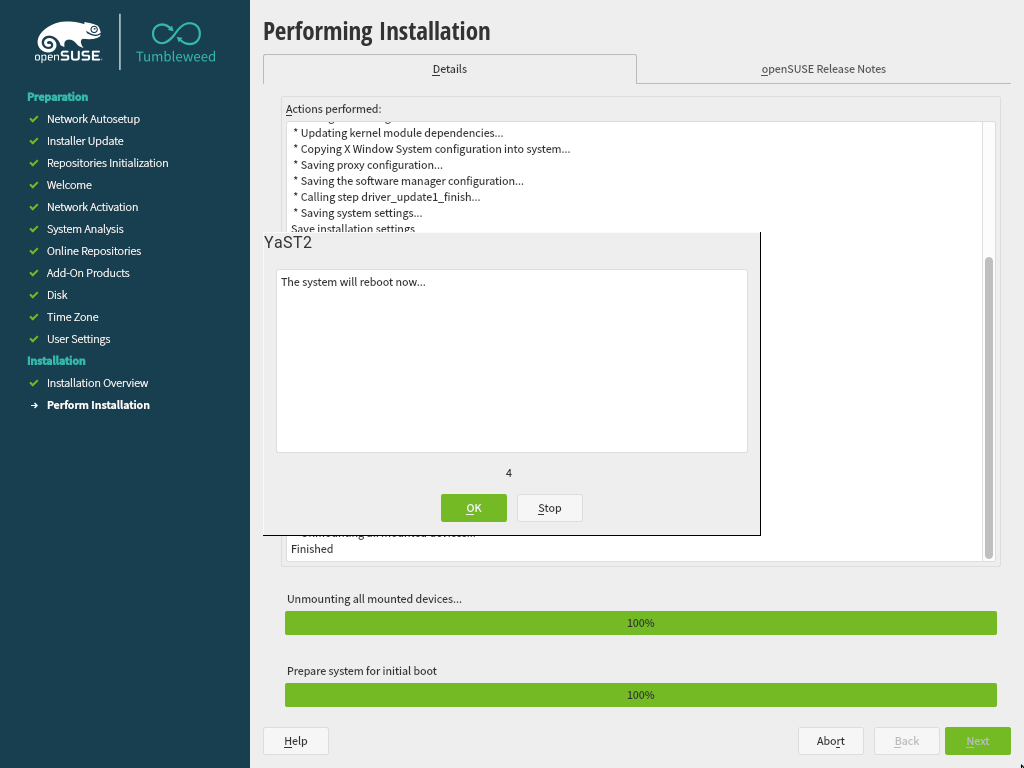 openSUSE
Tumbleweed
Preparation
Network Autosetup
Installer Update
Repositories Initialization
Welcome
Network Activation
System Analysis
Online Repositories
Add-On Products
Disk
Time Zone
User Settings
Installation
Installation Overview
Perform Installation
Performing Installation
Details
openSUSE Release Notes
Actions performed:
* Updating kernel module dependencies...
* Copying X Window System configuration into system...
* Saving proxy configuration...
* Saving the software manager configuration...
* Calling step driver_update1_finish...
* Saving system settings...
Save installation settings
YaST2
The system will reboot now...
4
OK
Stop
Unmounting all mounted devices...
Finished
Unmounting all mounted devices...
100%
Prepare system for initial boot
100%
Help
Abort
Back
Next